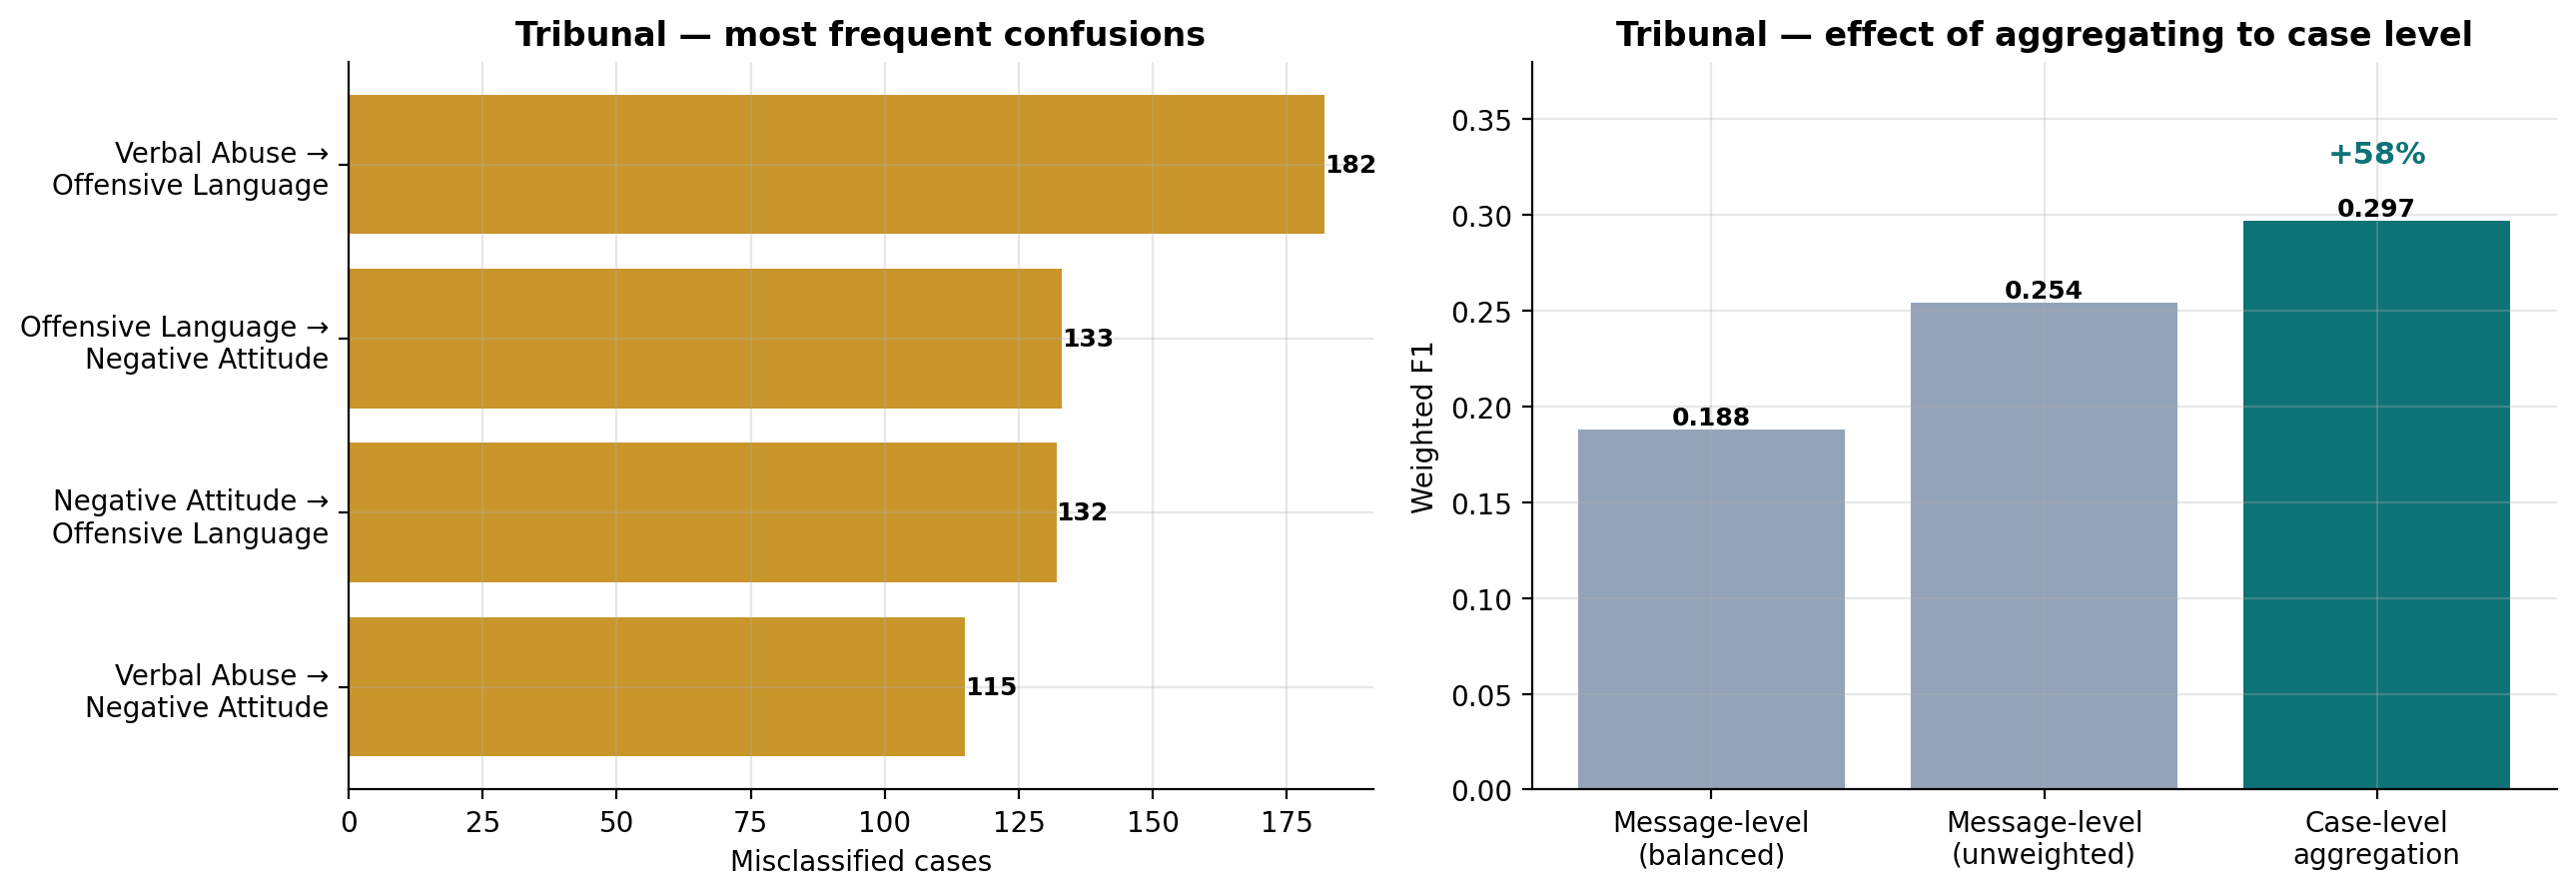 Tribunal — most frequent confusions
Verbal Abuse →
Offensive Language
182
Offensive Language →
Negative Attitude
133
Negative Attitude →
Offensive Language
132
Verbal Abuse →
Negative Attitude
115
0 25 50 75 100 125 150 175
Misclassified cases
Tribunal — effect of aggregating to case level
Weighted F1
0.35
0.30
0.25
0.20
0.15
0.10
0.05
0.00
0.188
0.254
+58%
0.297
Message-level
(balanced)
Message-level
(unweighted)
Case-level
aggregation